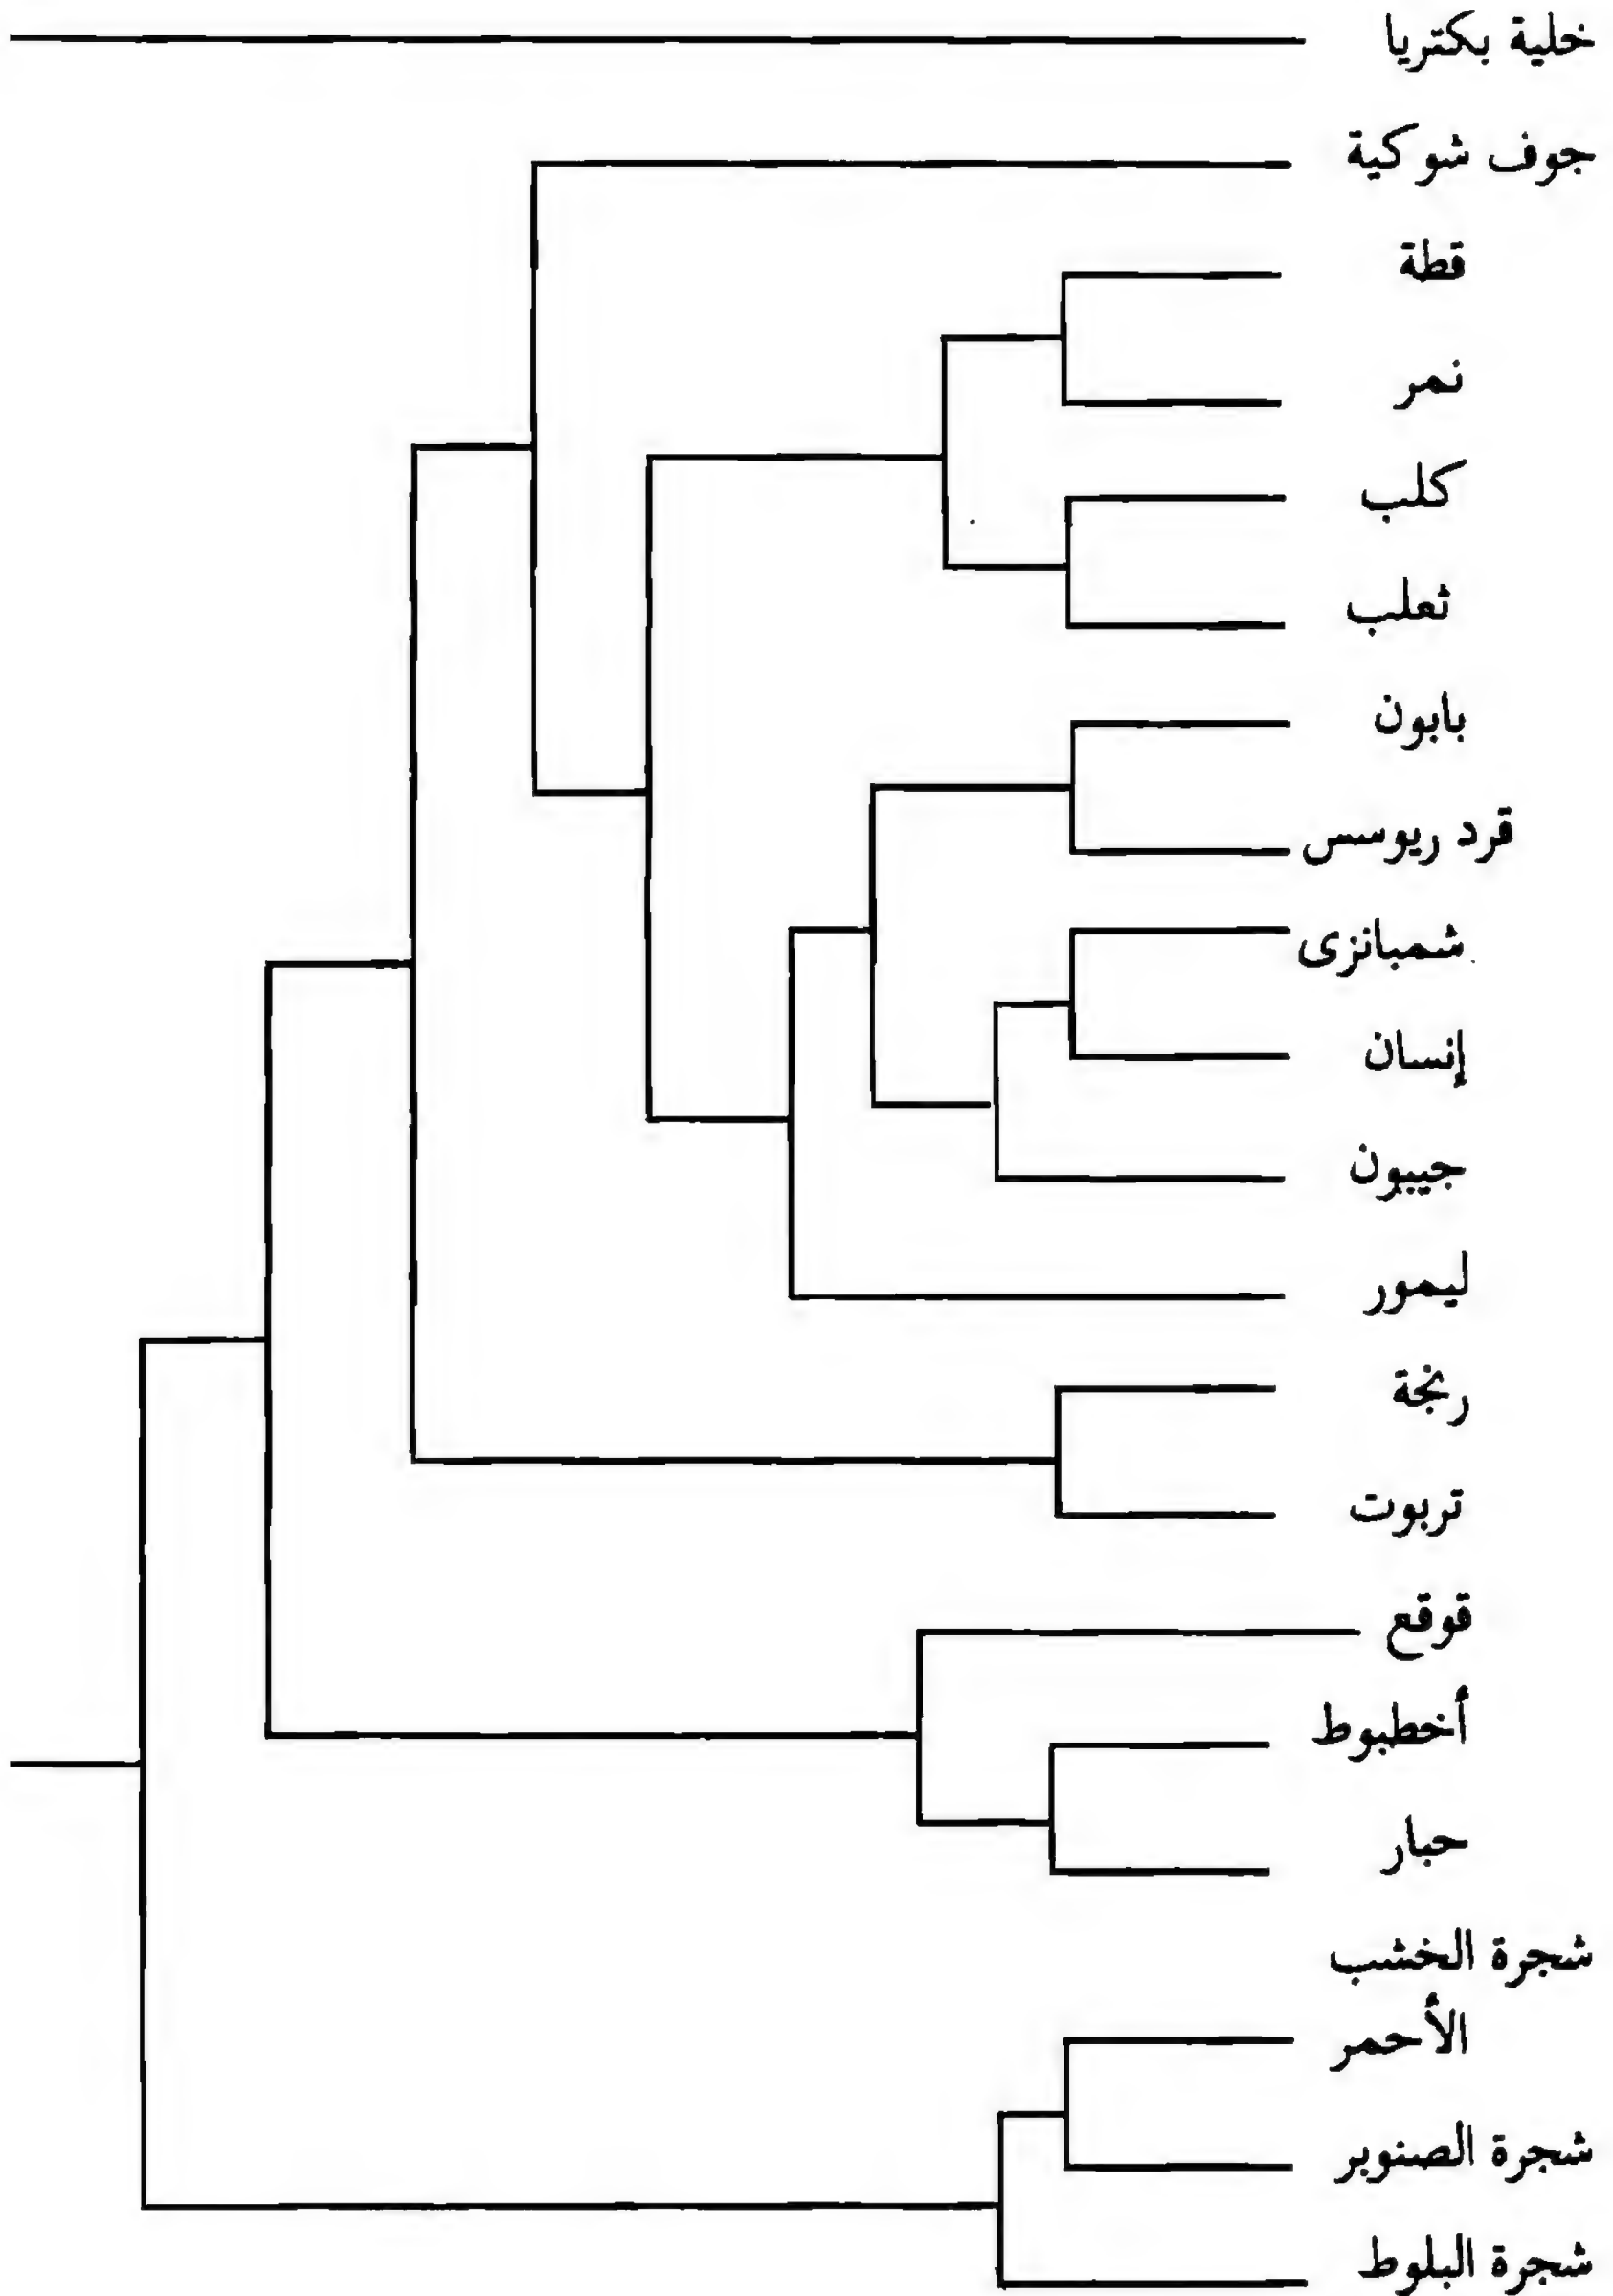 خلية بكتريا
جوف شوكية
قطة
نمر
كلب
ثعلب
بابون
قرد ريوسس
شمبانزى
إنسان
جيبون
ليمور
رنجة
تربوت
قوقع
أخطبوط
حبار
شجرة الخشب
الأحمر
شجرة الصنوبر
شجرة البلوط